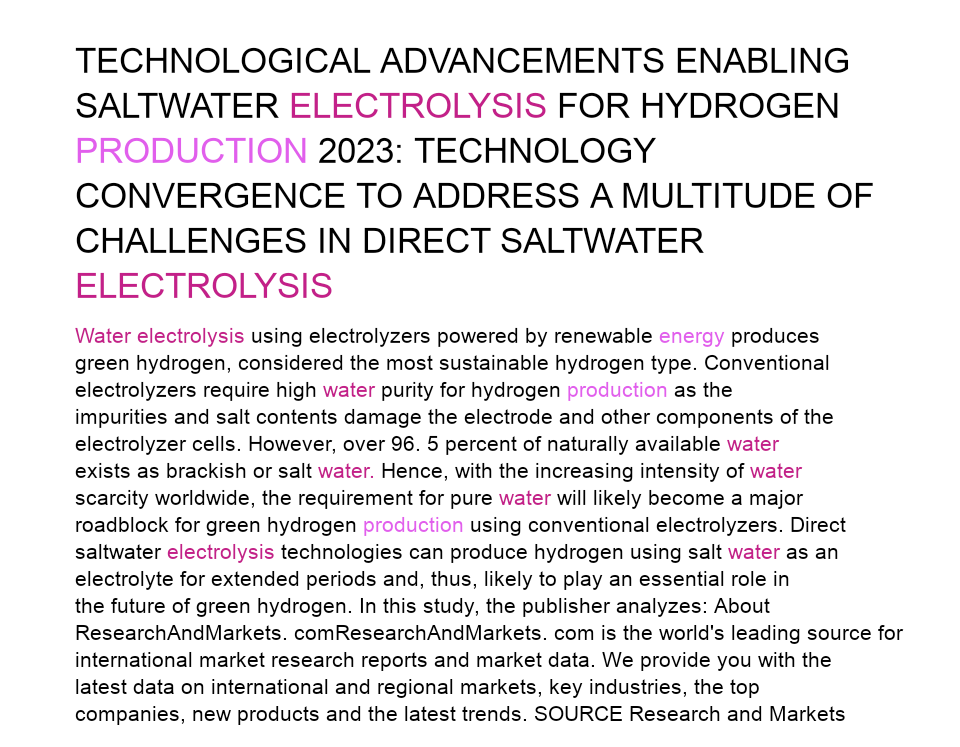 TECHNOLOGICAL ADVANCEMENTS ENABLING
SALTWATER ELECTROLYSIS FOR HYDROGEN
PRODUCTION 2023: TECHNOLOGY
CONVERGENCE TO ADDRESS A MULTITUDE OF
CHALLENGES IN DIRECT SALTWATER
ELECTROLYSIS
Water electrolysis using electrolyzers powered by renewable energy produces
green hydrogen, considered the most sustainable hydrogen type. Conventional
electrolyzers require high water purity for hydrogen production as the
impurities and salt contents damage the electrode and other components of the
electrolyzer cells. However, over 96. 5 percent of naturally available water
exists as brackish or salt water. Hence, with the increasing intensity of water
scarcity worldwide, the requirement for pure water will likely become a major
roadblock for green hydrogen production using conventional electrolyzers. Direct
saltwater electrolysis technologies can produce hydrogen using salt water as an
electrolyte for extended periods and, thus, likely to play an essential role in
the future of green hydrogen. In this study, the publisher analyzes: About
ResearchAndMarkets. comResearchAndMarkets. com is the world's leading source for
international market research reports and market data. We provide you with the
latest data on international and regional markets, key industries, the top
companies, new products and the latest trends. SOURCE Research and Markets